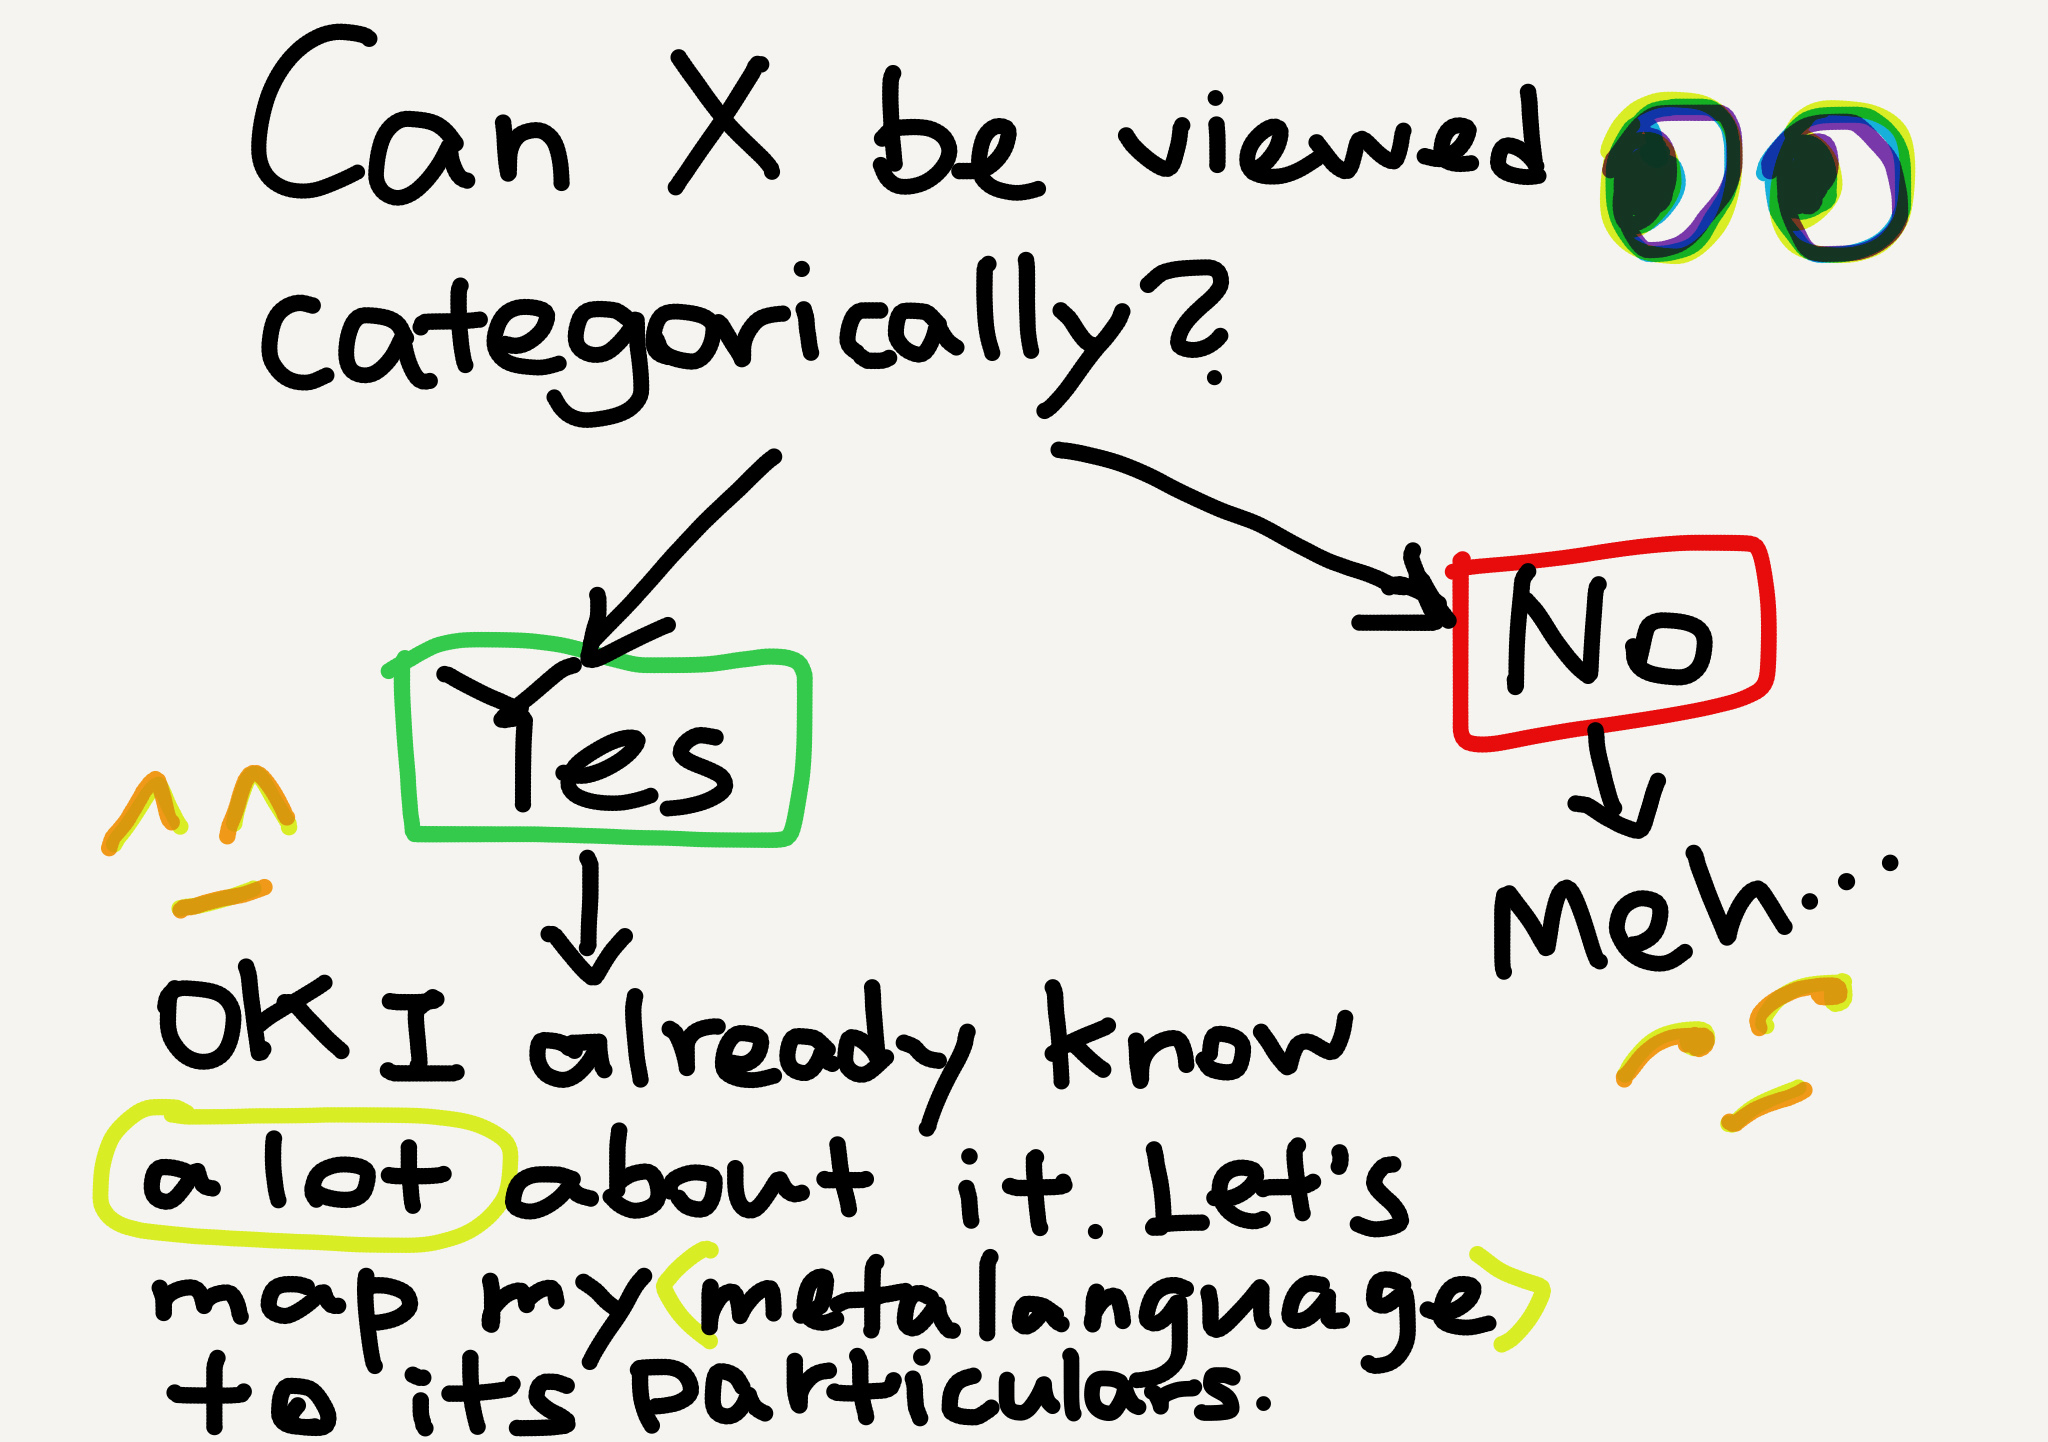 Can X be viewed
categorically?
Yes
No
Meh...
OK I already know
a lot about it. Let's
map my <metalanguage>
to its particulars.